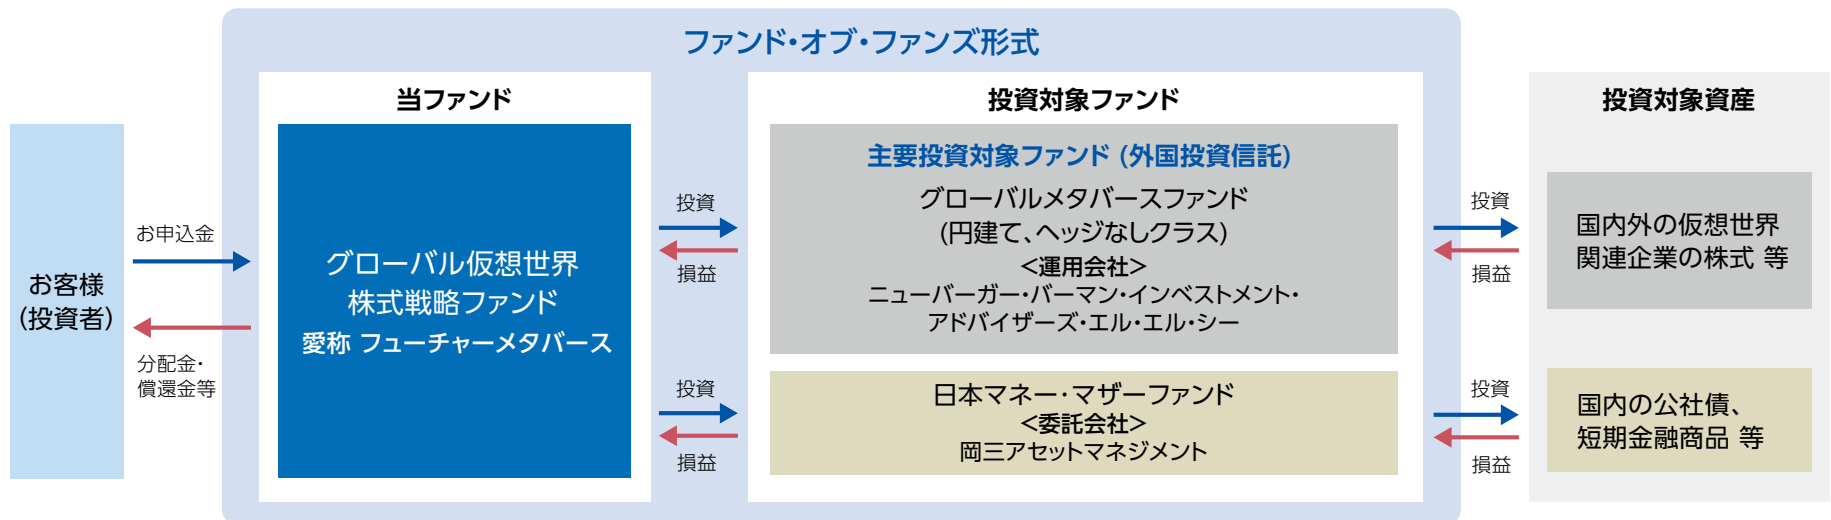 ファンド・オブ・ファンズ形式
お客様
(投資者)
お申込金
分配金・
償還金等
当ファンド
グローバル仮想世界
株式戦略ファンド
愛称 フューチャーメタバース
投資
損益
投資
損益
投資対象ファンド
主要投資対象ファンド (外国投資信託)
グローバルメタバースファンド
(円建て、ヘッジなしクラス)
<運用会社>
ニューバーガー・バーマン・インベストメント・
アドバイザーズ・エル・エル・シー
日本マネー・マザーファンド
<委託会社>
岡三アセットマネジメント
投資
損益
投資
損益
投資対象資産
国内外の仮想世界
関連企業の株式 等
国内の公社債、
短期金融商品 等